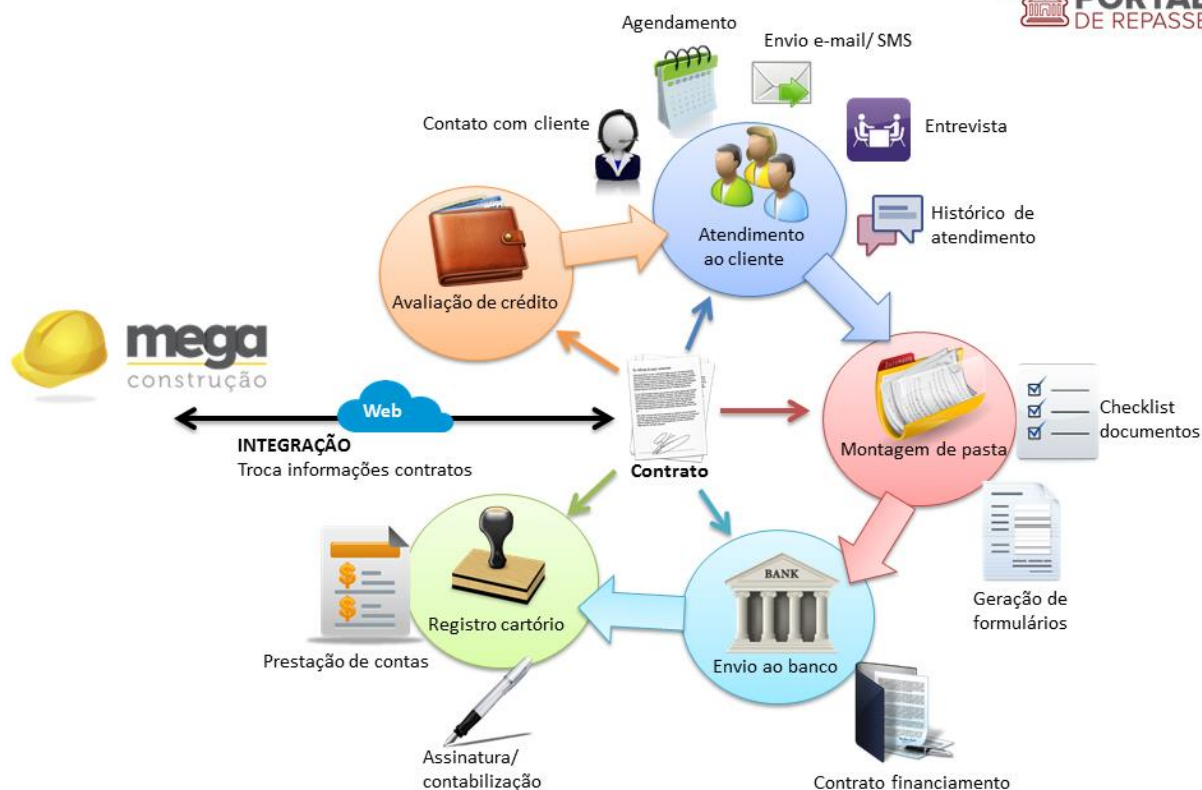 PORTAL
DE REPASSE
Agendamento
Envio e-mail/ SMS
Contato com cliente
Entrevista
Histórico de
atendimento
Atendimento
ao cliente
Avaliação de crédito
mega
construção
Web
INTEGRAÇÃO
Troca informações contratos
Contrato
Montagem de pasta
Checklist
documentos
Geração de
formulários
BANK
Envio ao banco
Registro cartório
Prestação de contas
Assinatura/
contabilização
Contrato financiamento